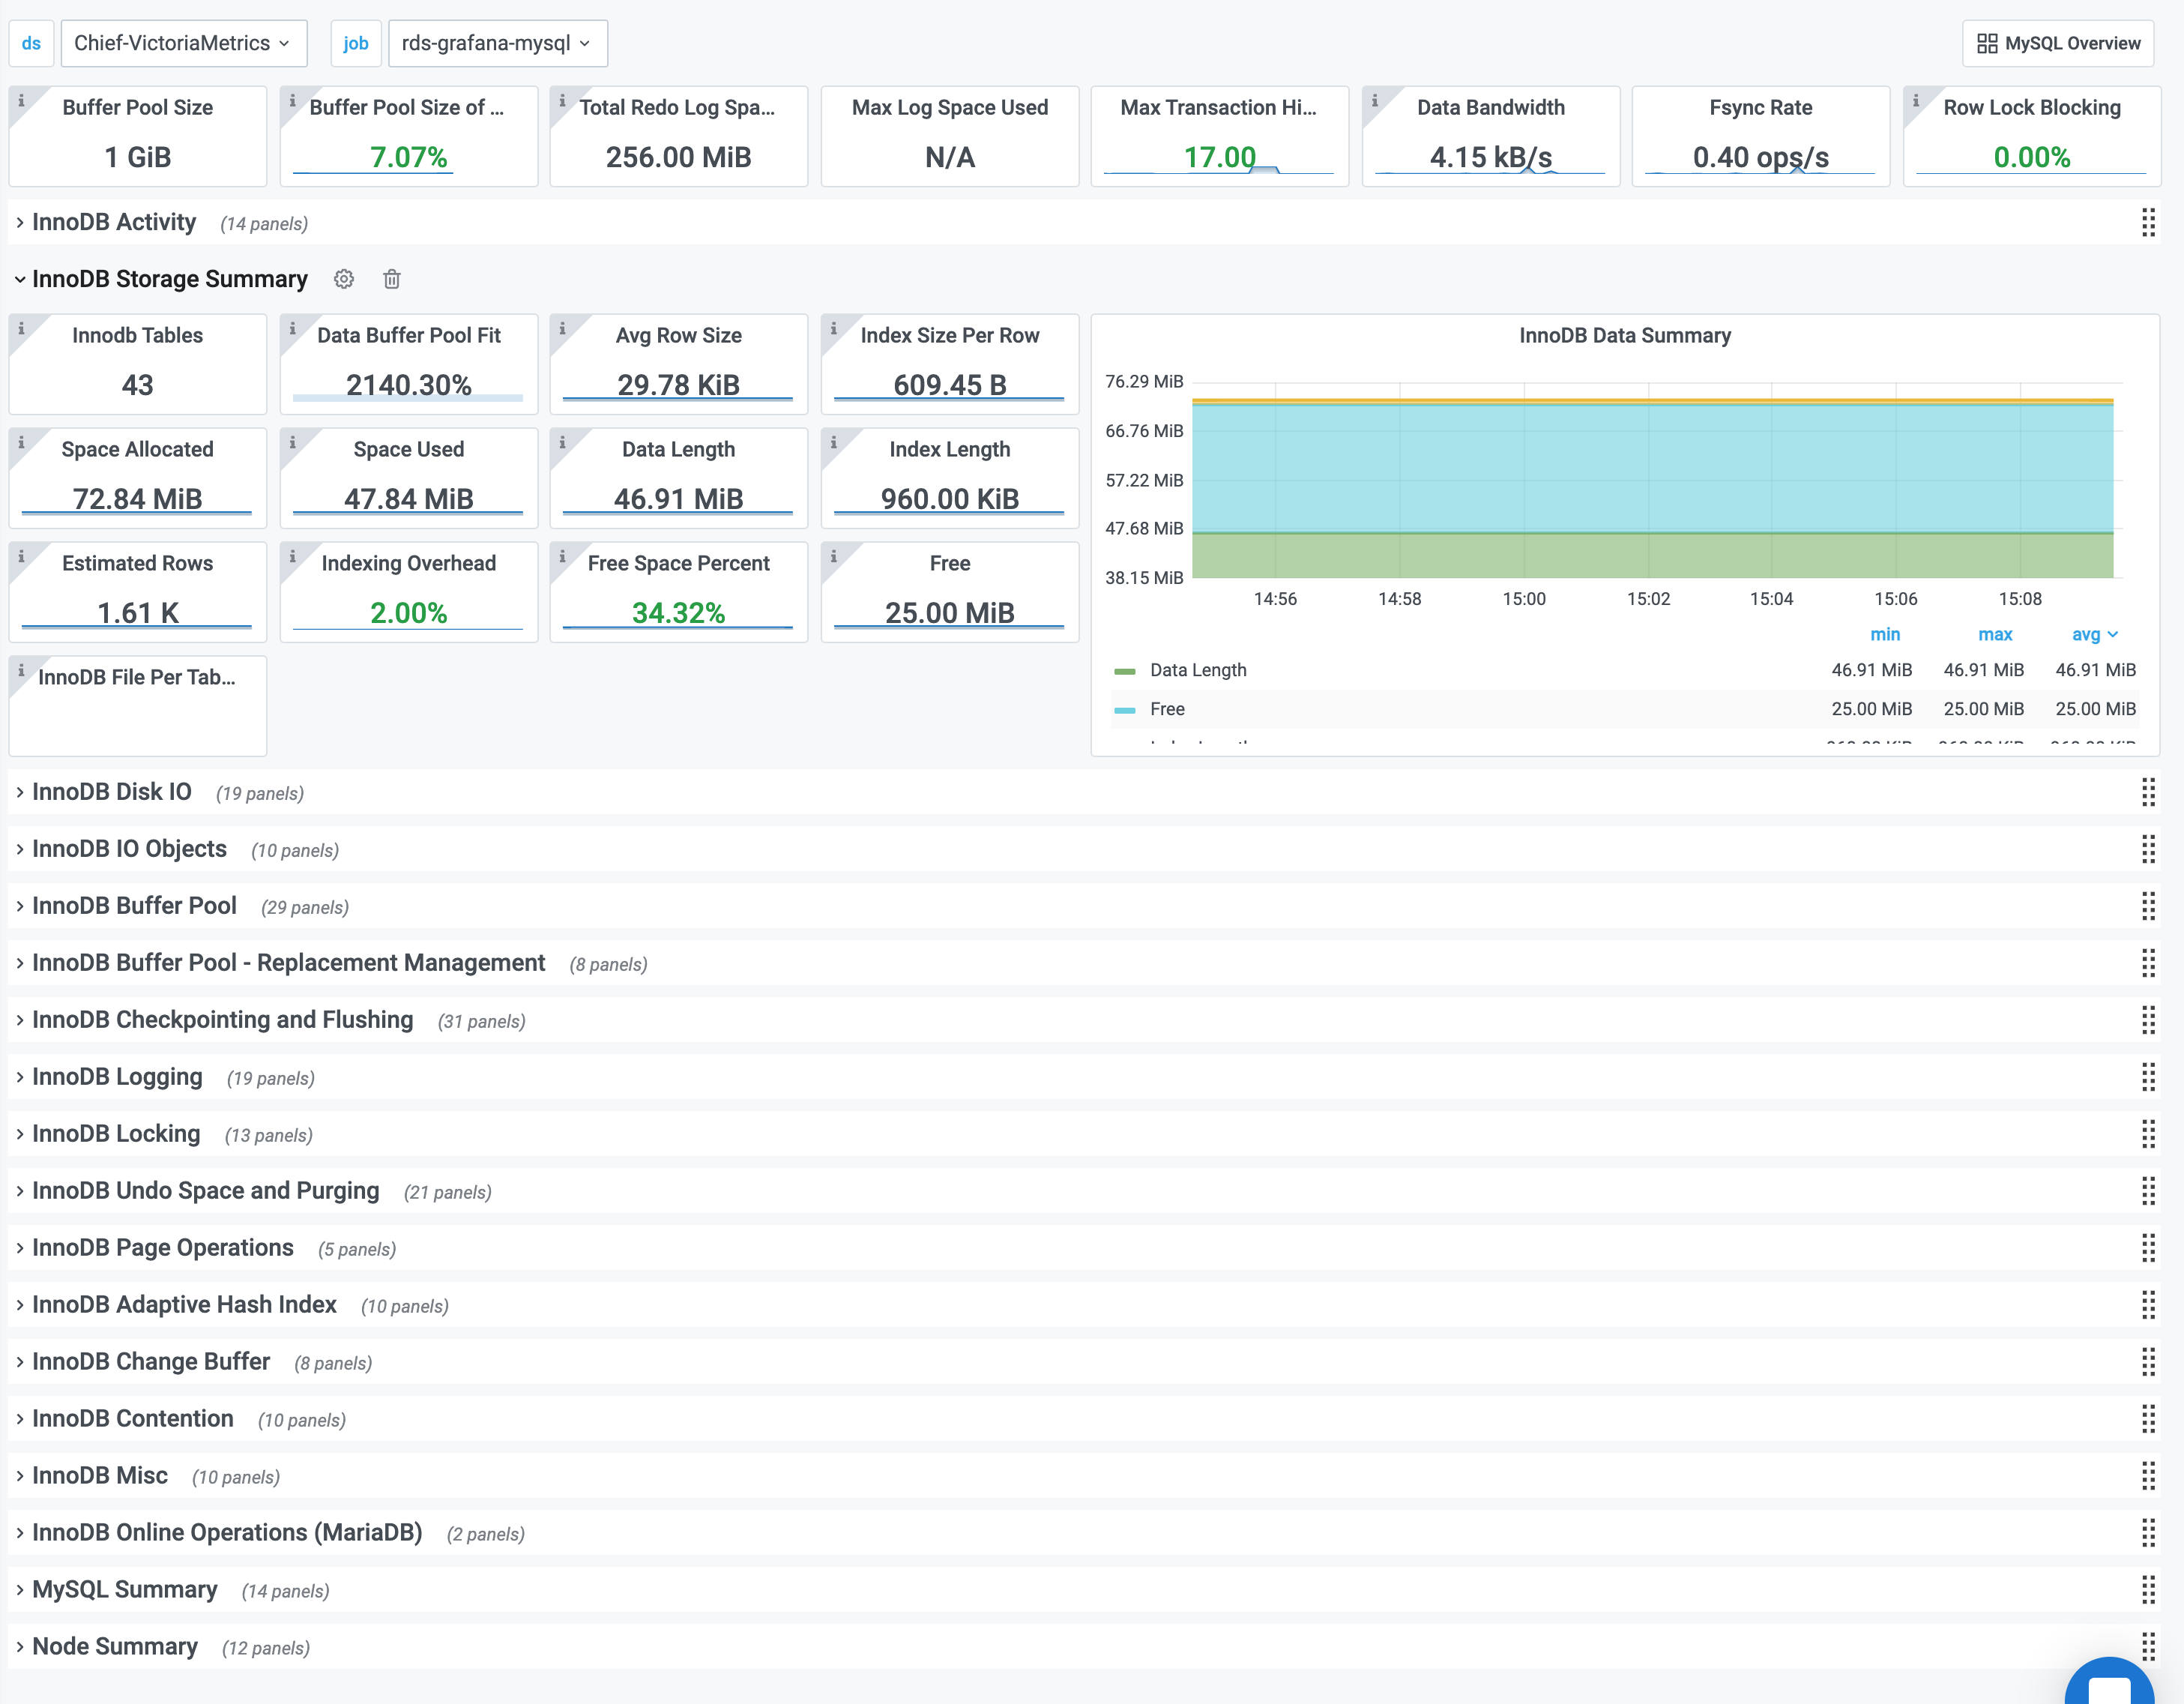 ds Chief-VictoriaMetrics job rds-grafana-mysql MySQL Overview
Buffer Pool Size
1 GiB
Buffer Pool Size of ...
7.07%
Total Redo Log Spa...
256.00 MiB
Max Log Space Used
N/A
Max Transaction Hi...
17.00
Data Bandwidth
4.15 kB/s
Fsync Rate
0.40 ops/s
Row Lock Blocking
0.00%
InnoDB Activity (14 panels)
InnoDB Storage Summary
Innodb Tables
43
Data Buffer Pool Fit
2140.30%
Avg Row Size
29.78 KiB
Index Size Per Row
609.45 B
Space Allocated
72.84 MiB
Space Used
47.84 MiB
Data Length
46.91 MiB
Index Length
960.00 KiB
Estimated Rows
1.61 K
Indexing Overhead
2.00%
Free Space Percent
34.32%
Free
25.00 MiB
InnoDB File Per Tab...
InnoDB Data Summary
76.29 MiB
66.76 MiB
57.22 MiB
47.68 MiB
38.15 MiB
14:56 14:58 15:00 15:02 15:04 15:06 15:08
min max avg
Data Length 46.91 MiB 46.91 MiB 46.91 MiB
Free 25.00 MiB 25.00 MiB 25.00 MiB
InnoDB Disk IO (19 panels)
InnoDB IO Objects (10 panels)
InnoDB Buffer Pool (29 panels)
InnoDB Buffer Pool - Replacement Management (8 panels)
InnoDB Checkpointing and Flushing (31 panels)
InnoDB Logging (19 panels)
InnoDB Locking (13 panels)
InnoDB Undo Space and Purging (21 panels)
InnoDB Page Operations (5 panels)
InnoDB Adaptive Hash Index (10 panels)
InnoDB Change Buffer (8 panels)
InnoDB Contention (10 panels)
InnoDB Misc (10 panels)
InnoDB Online Operations (MariaDB) (2 panels)
MySQL Summary (14 panels)
Node Summary (12 panels)